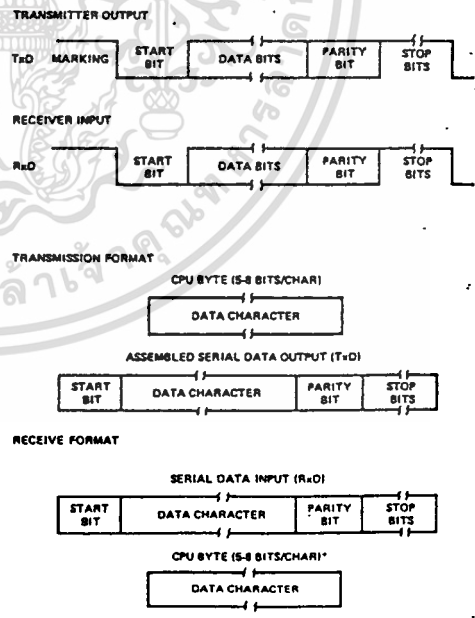 TRANSMITTER OUTPUT
TxD MARKING START BIT DATA BITS PARITY BIT STOP BITS
RECEIVER INPUT
RxD START BIT DATA BITS PARITY BIT STOP BITS
TRANSMISSION FORMAT
CPU BYTE (5-8 BITS/CHAR)
DATA CHARACTER
ASSEMBLED SERIAL DATA OUTPUT (TxD)
START BIT DATA CHARACTER PARITY BIT STOP BITS
RECEIVE FORMAT
SERIAL DATA INPUT (RxD)
START BIT DATA CHARACTER PARITY BIT STOP BITS
CPU BYTE (5-8 BITS/CHAR)*
DATA CHARACTER